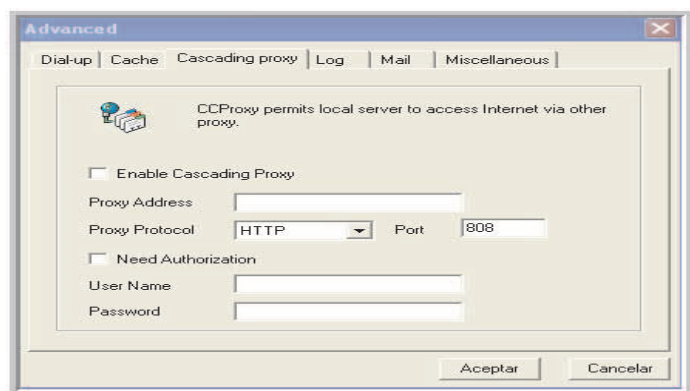 Advanced
Dial-up Cache Cascading proxy Log Mail Miscellaneous
CCProxy permits local server to access Internet via other
proxy.
Enable Cascading Proxy
Proxy Address
Proxy Protocol HTTP Port 808
Need Authorization
User Name
Password
Aceptar Cancelar